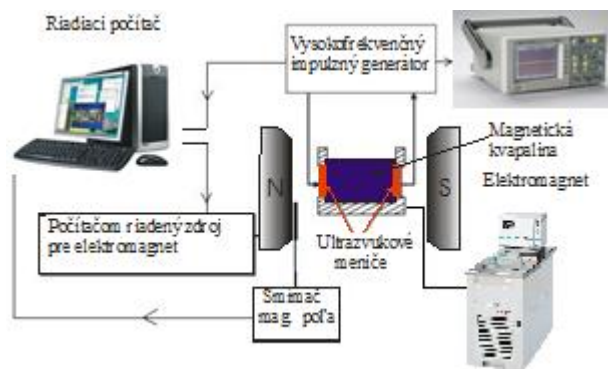 Riadiaci počítač
Vysokofrekvenčný
impulzný generátor
Magnetická
kvapalina
Elektromagnet
N
S
Počítačom riadený zdroj
pre elektromagnet
Ultrazvukové
meniče
Snímač
mag. poľa